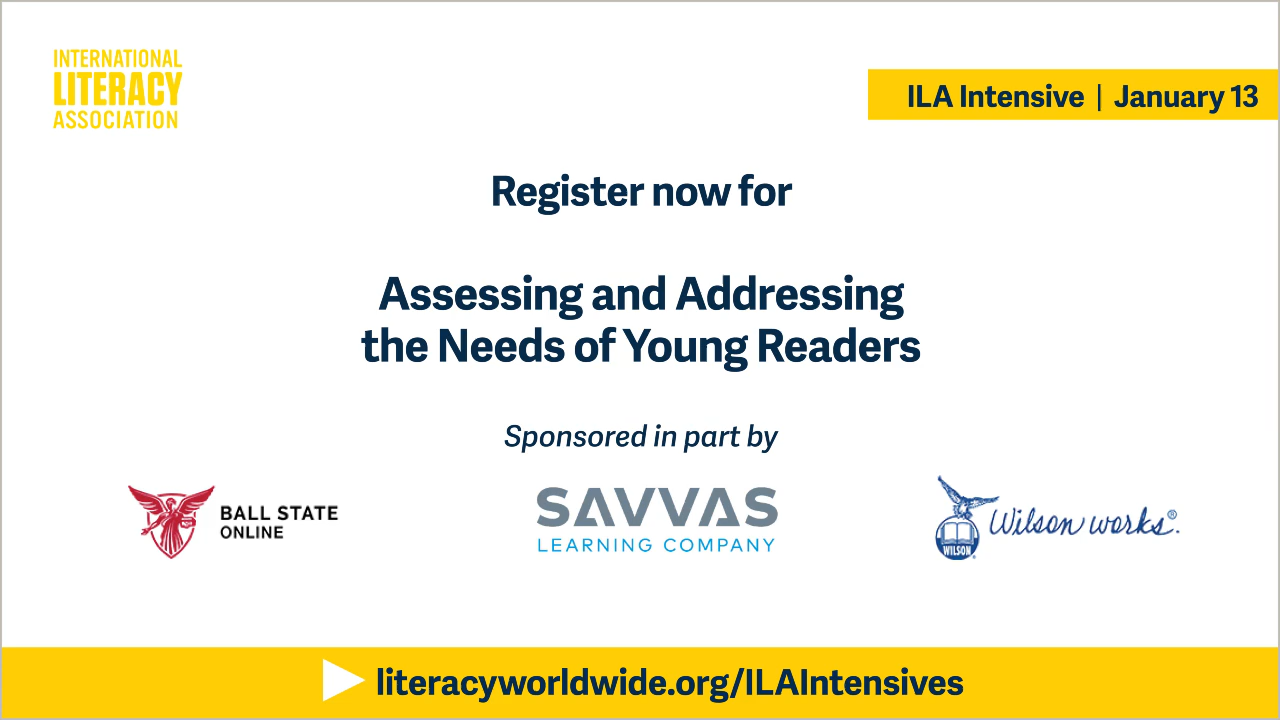 INTERNATIONAL
LITERACY
ASSOCIATION
ILA Intensive | January 13
Register now for
Assessing and Addressing
the Needs of Young Readers
Sponsored in part by
BALL STATE
ONLINE
SAVVAS
LEARNING COMPANY
WILSON
Wilson works®.
literacyworldwide.org/ILAIntensives